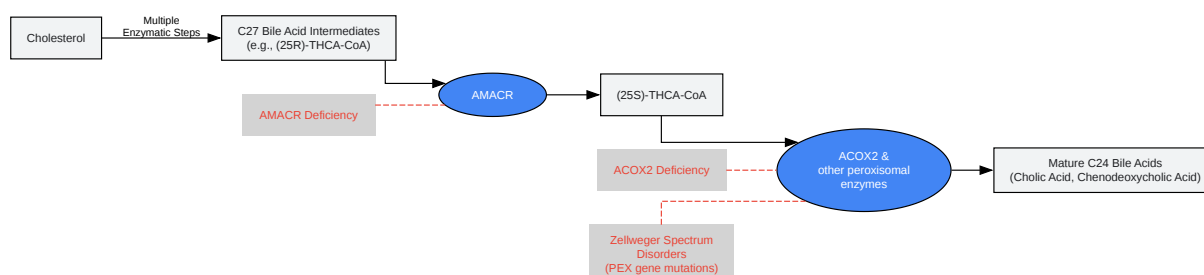 Cholesterol
Multiple
Enzymatic Steps
C27 Bile Acid Intermediates
(e.g., (25R)-THCA-CoA)
AMACR
AMACR Deficiency
(25S)-THCA-CoA
ACOX2 &
other peroxisomal
enzymes
ACOX2 Deficiency
Mature C24 Bile Acids
(Cholic Acid, Chenodeoxycholic Acid)
Zellweger Spectrum
Disorders
(PEX gene mutations)